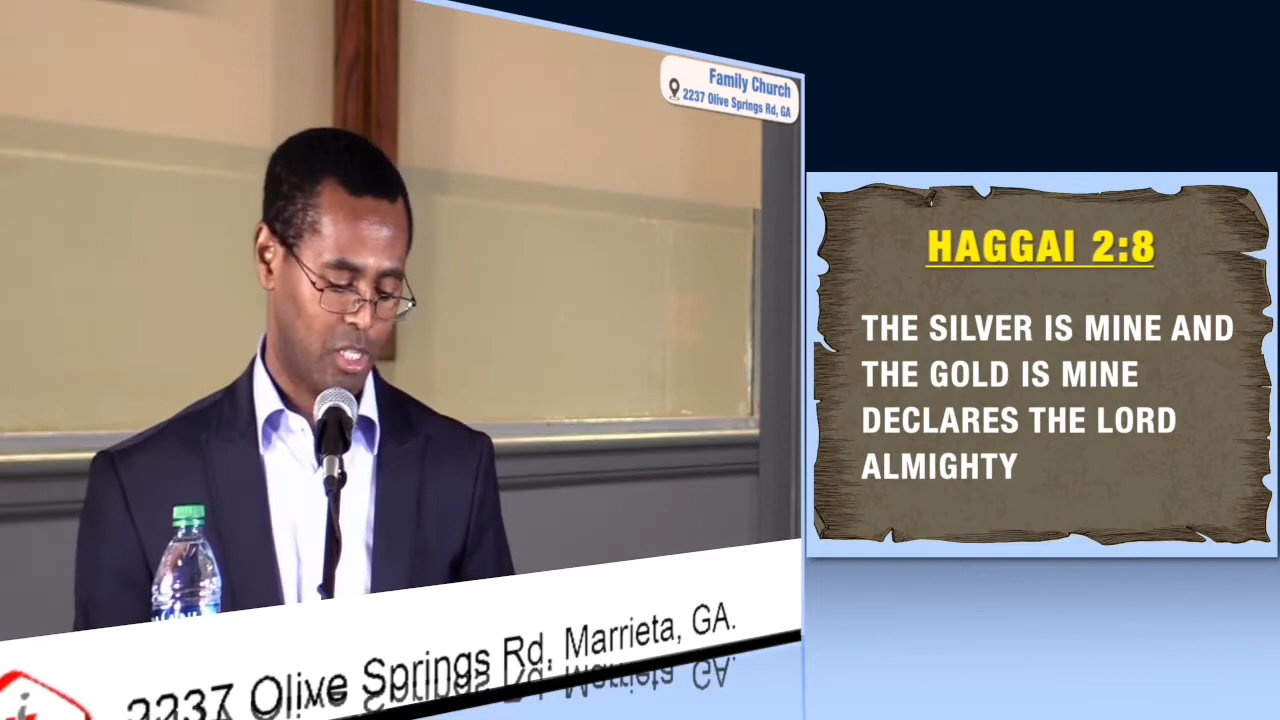 Family Church
2237 Olive Springs Rd, GA
HAGGAI 2:8
THE SILVER IS MINE AND
THE GOLD IS MINE
DECLARES THE LORD
ALMIGHTY
2237 Olive Springs Rd, Marrieta, GA.